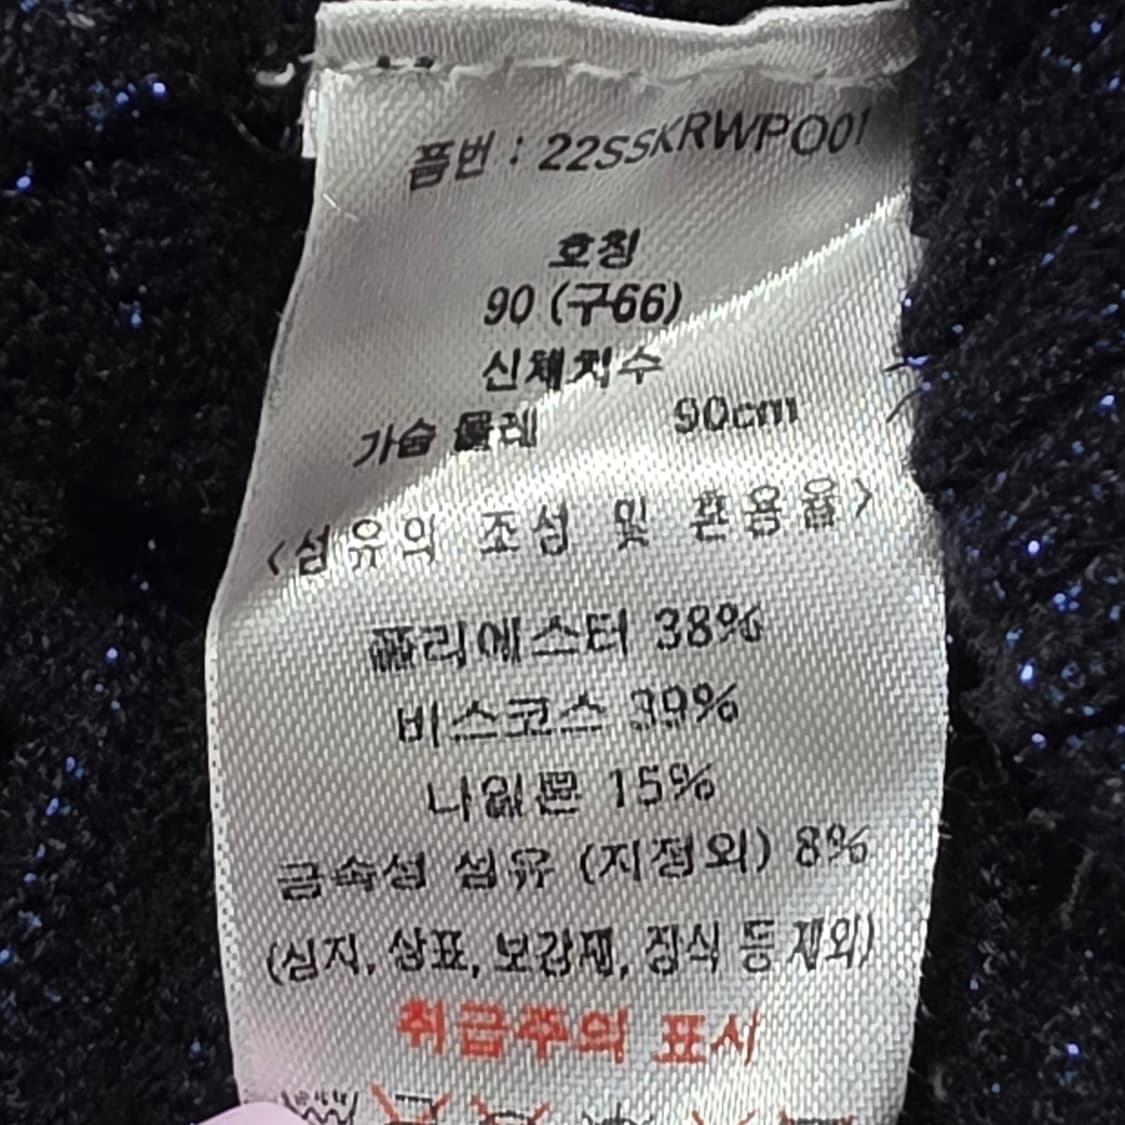 품번 : 22SSKRWPO01
호칭
90 (구66)
신체치수
가슴 둘레 90cm
<섬유의 조성 및 혼용율>
폴리에스터 38%
비스코스 39%
나일론 15%
금속성 섬유 (지정외) 8%
(심지, 상표, 보강재, 장식 등 제외)
취급주의 표시